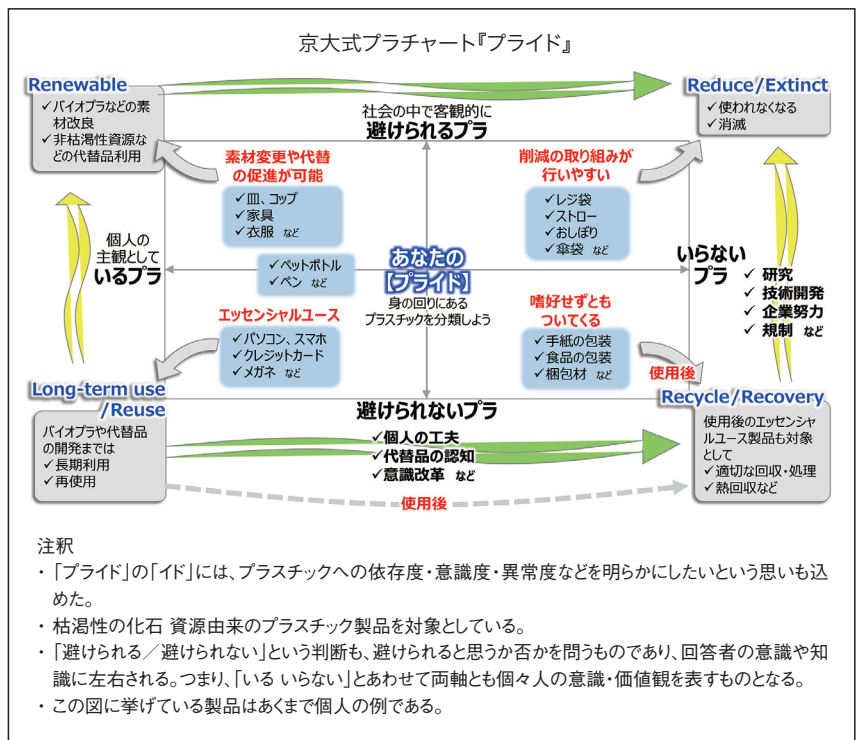 京大式プラチャート『プライド』
Renewable
✓バイオプラなどの素
材改良
✓非枯渇性資源な
どの代替品利用
Reduce/Extinct
✓使われなくなる
✓消滅
社会の中で客観的に
避けられるプラ
素材変更や代替
の促進が可能
✓皿、コップ
✓家具
✓衣服 など
削減の取り組みが
行いやすい
✓レジ袋
✓ストロー
✓おしぼり
✓傘袋 など
個人の
主観として
いるプラ
✓ペットボトル
✓ペン など
あなたの
【プライド】
身の回りにある
プラスチックを分類しよう
いらない
プラ
✓ 研究
✓ 技術開発
✓ 企業努力
✓ 規制 など
エッセンシャルユース
✓パソコン、スマホ
✓クレジットカード
✓メガネ など
嗜好せずとも
ついてくる
✓手紙の包装
✓食品の包装
✓梱包材 など
使用後
Long-term use
/Reuse
バイオプラや代替品
の開発までは
✓長期利用
✓再使用
避けられないプラ
✓個人の工夫
✓代替品の認知
✓意識改革 など
Recycle/Recovery
使用後のエッセンシ
ャルユース製品も対象
として
✓適切な回収・処理
✓熱回収など
使用後
注釈
・「プライド」の「イド」には、プラスチックへの依存度・意識度・異常度などを明らかにしたいという思いも込
めた。
・枯渇性の化石 資源由来のプラスチック製品を対象としている。
・「避けられる／避けられない」という判断も、避けられると思うか否かを問うものであり、回答者の意識や知
識に左右される。つまり、「いる いらない」とあわせて両軸とも個々人の意識・価値観を表すものとなる。
・この図に挙げている製品はあくまで個人の例である。